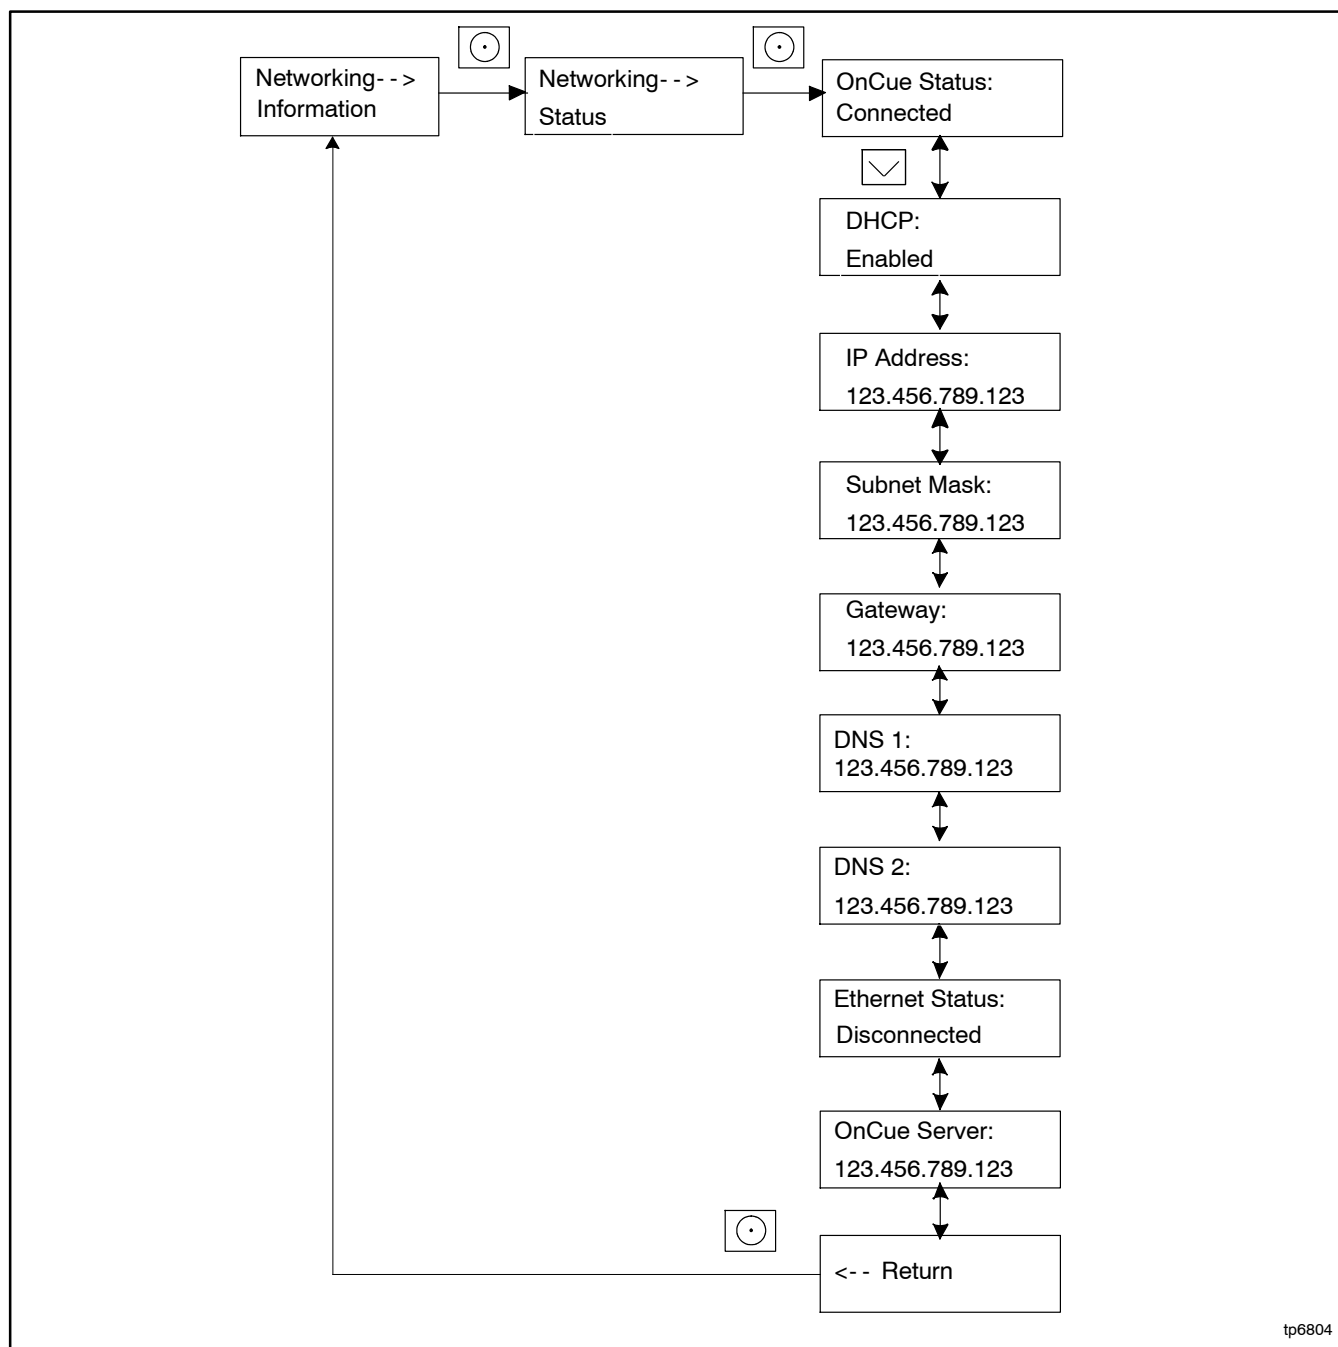 Networking- - >
Information
Networking- - >
Status
OnCue Status:
Connected
DHCP:
Enabled
IP Address:
123.456.789.123
Subnet Mask:
123.456.789.123
Gateway:
123.456.789.123
DNS 1:
123.456.789.123
DNS 2:
123.456.789.123
Ethernet Status:
Disconnected
OnCue Server:
123.456.789.123
<- - Return
tp6804